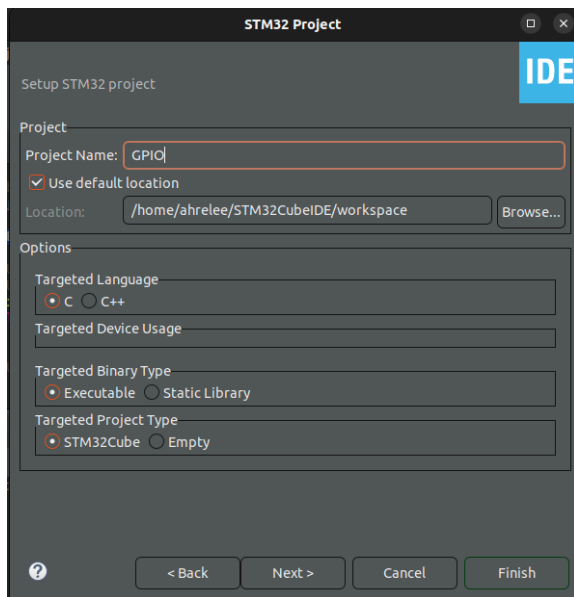 STM32 Project
IDE
Setup STM32 project
Project
Project Name: GPIO
Use default location
Location: /home/ahrelee/STM32CubeIDE/workspace Browse...
Options
Targeted Language
C C++
Targeted Device Usage
Targeted Binary Type
Executable Static Library
Targeted Project Type
STM32Cube Empty
? < Back Next > Cancel Finish